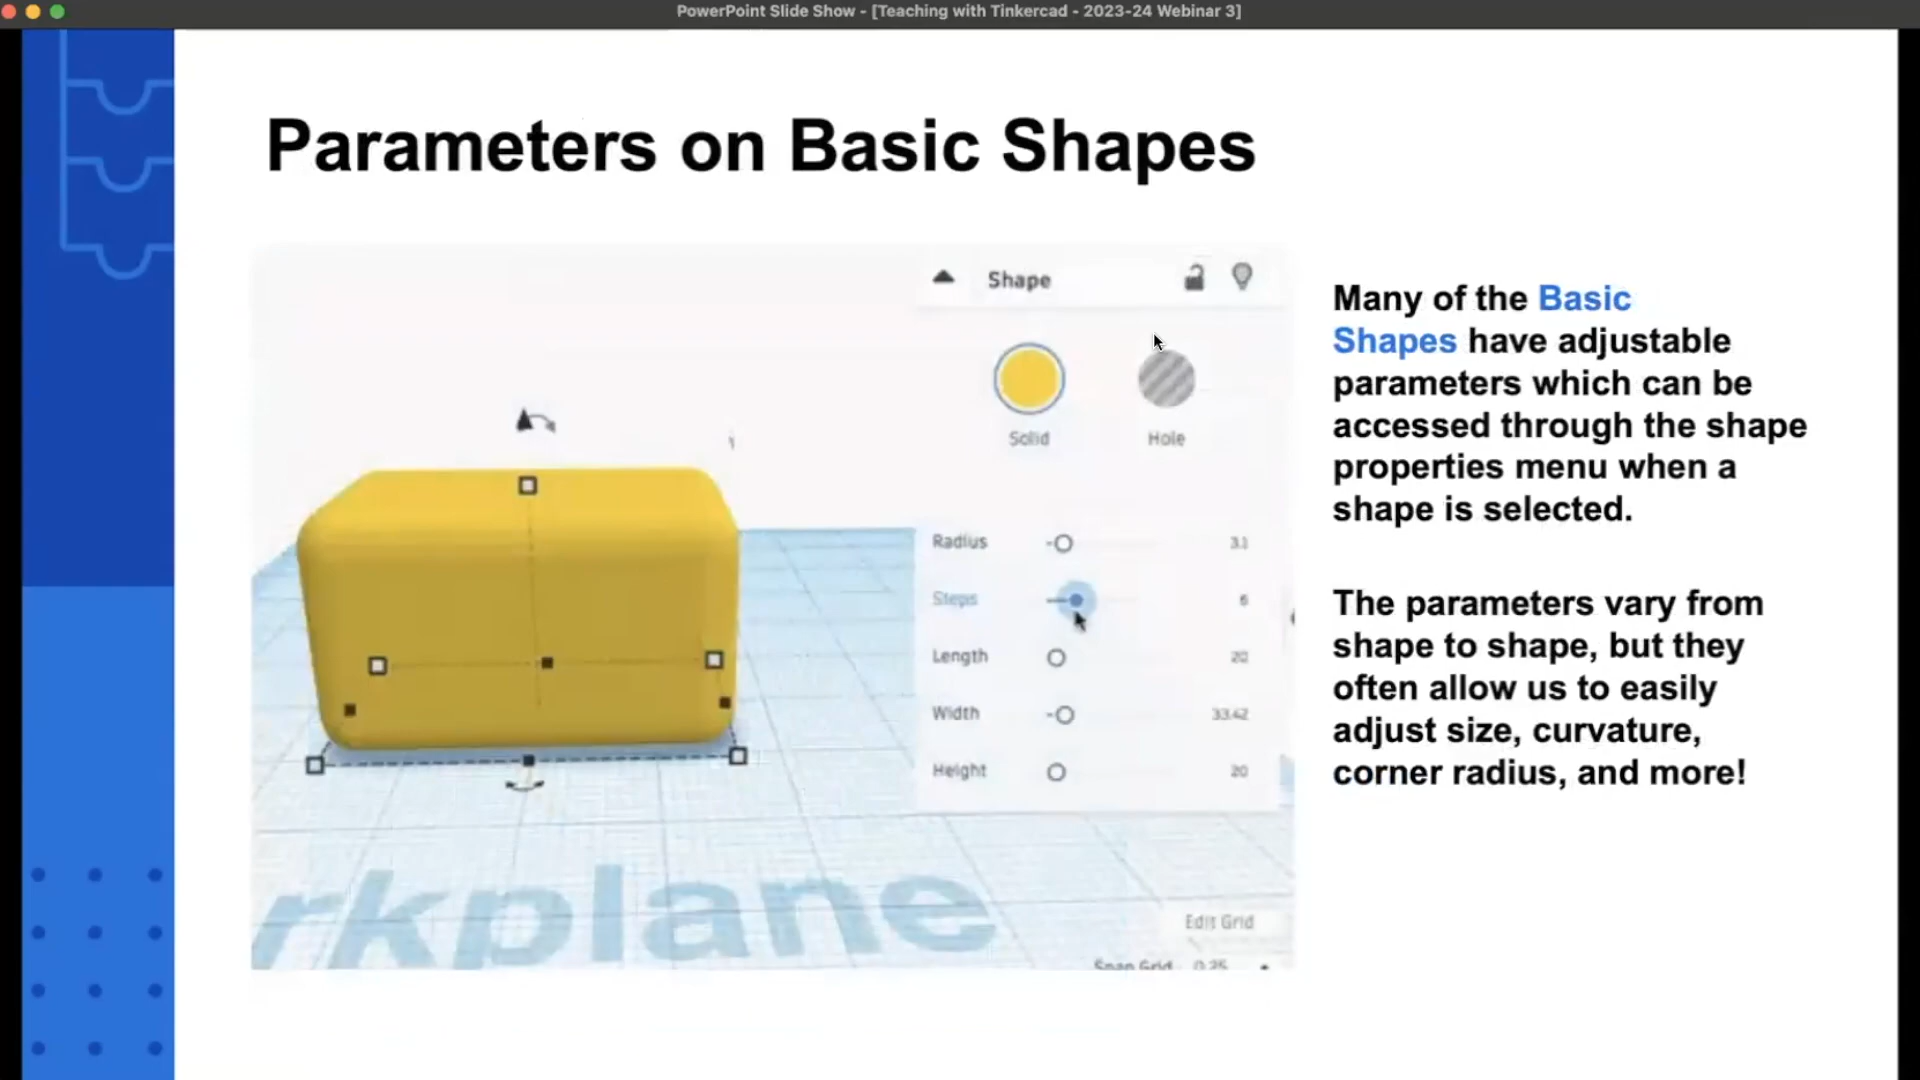 PowerPoint Slide Show - [Teaching with Tinkercad - 2023-24 Webinar 3]
Parameters on Basic Shapes
Shape
Solid
Hole
Radius 3.1
Steps 6
Length 20
Width 33.42
Height 20
rkplane
Edit Grid
Snap Grid 0.25
Many of the Basic
Shapes have adjustable
parameters which can be
accessed through the shape
properties menu when a
shape is selected.
The parameters vary from
shape to shape, but they
often allow us to easily
adjust size, curvature,
corner radius, and more!